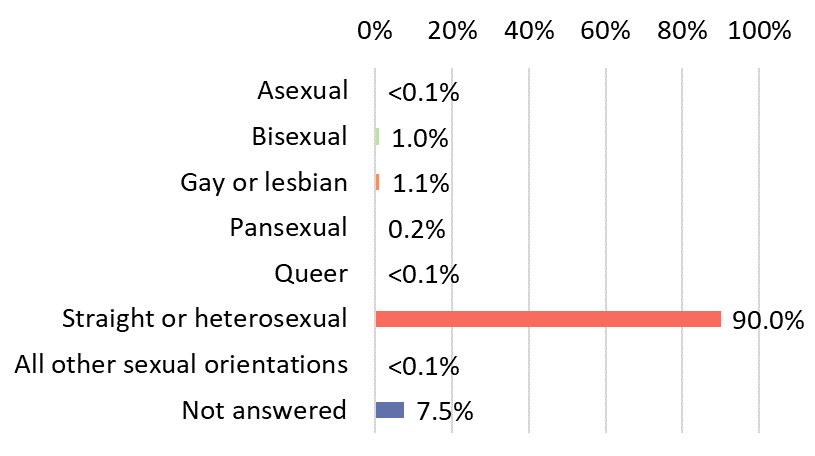 0% 20% 40% 60% 80% 100%
Asexual <0.1%
Bisexual 1.0%
Gay or lesbian 1.1%
Pansexual 0.2%
Queer <0.1%
Straight or heterosexual 90.0%
All other sexual orientations <0.1%
Not answered 7.5%